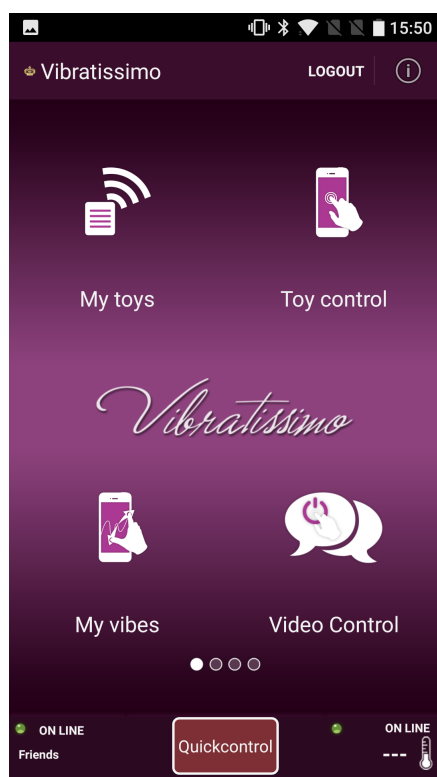 15:50
Vibratissimo
LOGOUT
i
My toys
Toy control
Vibratissimo
My vibes
Video Control
ON LINE
Friends
Quickcontrol
ON LINE
---